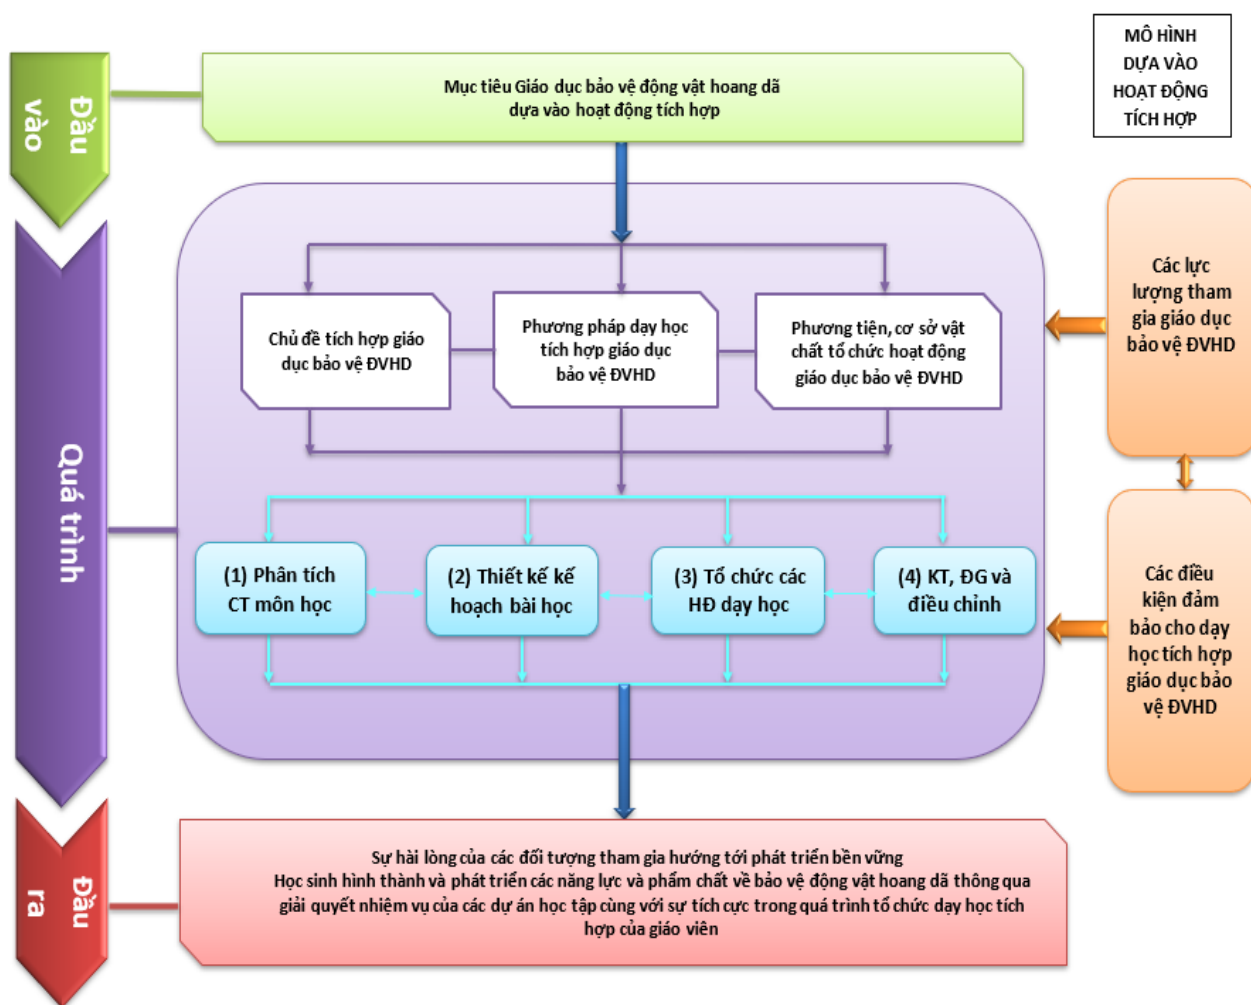 MÔ HÌNH
DỰA VÀO
HOẠT ĐỘNG
TÍCH HỢP
Đầu
vào
Mục tiêu Giáo dục bảo vệ động vật hoang dã
dựa vào hoạt động tích hợp
Quá trình
Chủ đề tích hợp giáo
dục bảo vệ ĐVHD
Phương pháp dạy học
tích hợp giáo dục
bảo vệ ĐVHD
Phương tiện, cơ sở vật
chất tổ chức hoạt động
giáo dục bảo vệ ĐVHD
Các lực
lượng tham
gia giáo dục
bảo vệ ĐVHD
(1) Phân tích
CT môn học
(2) Thiết kế kế
hoạch bài học
(3) Tổ chức các
HĐ dạy học
(4) KT, ĐG và
điều chỉnh
Các điều
kiện đảm
bảo cho dạy
học tích hợp
giáo dục bảo
vệ ĐVHD
Đầu
ra
Sự hài lòng của các đối tượng tham gia hướng tới phát triển bền vững
Học sinh hình thành và phát triển các năng lực và phẩm chất về bảo vệ động vật hoang dã thông qua
giải quyết nhiệm vụ của các dự án học tập cùng với sự tích cực trong quá trình tổ chức dạy học tích
hợp của giáo viên